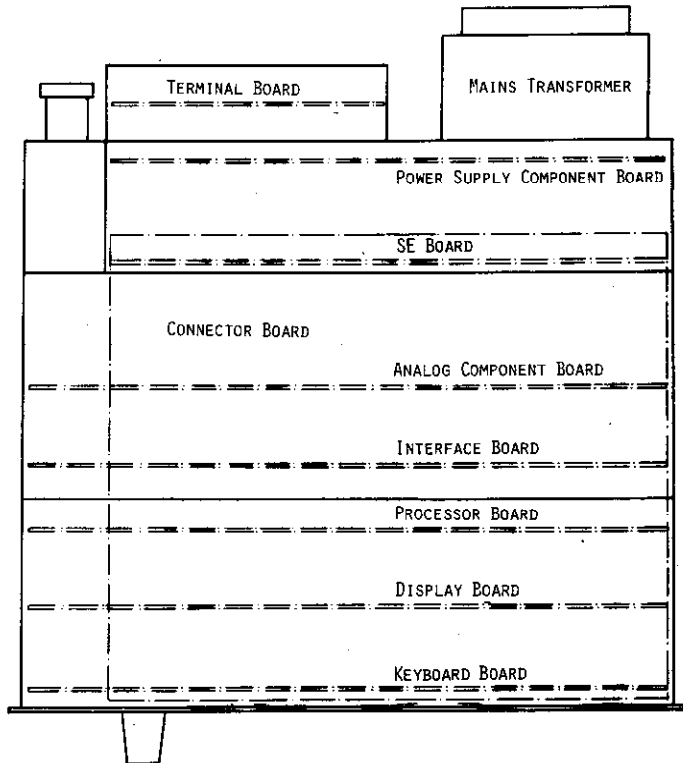 TERMINAL BOARD
MAINS TRANSFORMER
POWER SUPPLY COMPONENT BOARD
SE BOARD
CONNECTOR BOARD
ANALOG COMPONENT BOARD
INTERFACE BOARD
PROCESSOR BOARD
DISPLAY BOARD
KEYBOARD BOARD